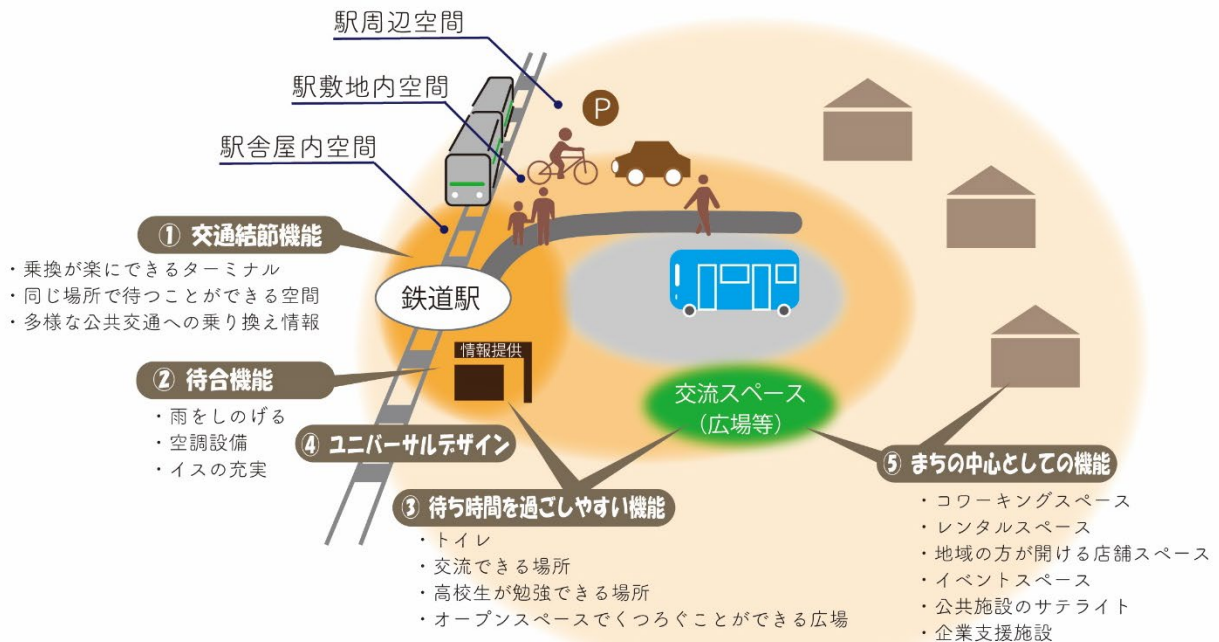 駅周辺空間
P
駅敷地内空間
駅舎屋内空間
① 交通結節機能
・乗換が楽にできるターミナル
・同じ場所で待つことができる空間
・多様な公共交通への乗り換え情報
鉄道駅
情報提供
② 待合機能
・雨をしのげる
・空調設備
・イスの充実
交流スペース
（広場等）
④ ユニバーサルデザイン
③ 待ち時間を過ごしやすい機能
・トイレ
・交流できる場所
・高校生が勉強できる場所
・オープンスペースでくつろぐことができる広場
⑤ まちの中心としての機能
・コワーキングスペース
・レンタルスペース
・地域の方が開ける店舗スペース
・イベントスペース
・公共施設のサテライト
・企業支援施設